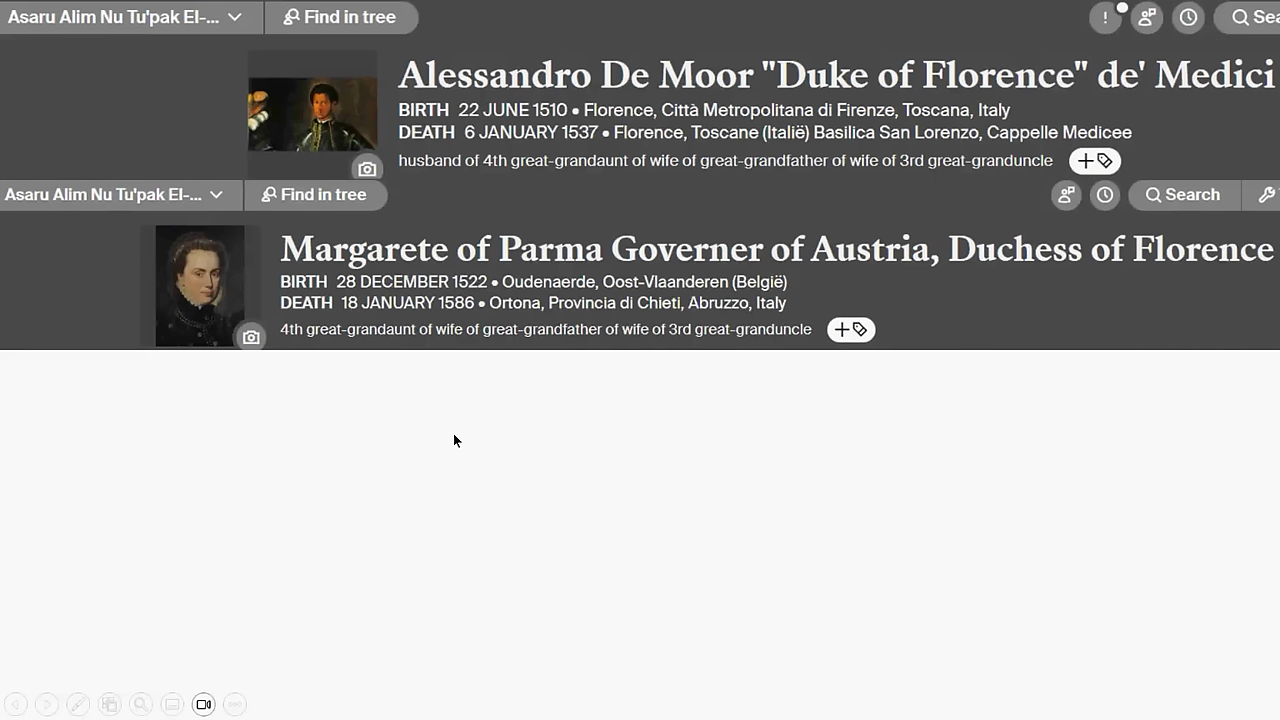 Asaru Alim Nu Tu'pak El-... Find in tree
Alessandro De Moor "Duke of Florence" de' Medici
BIRTH 22 JUNE 1510 • Florence, Città Metropolitana di Firenze, Toscana, Italy
DEATH 6 JANUARY 1537 • Florence, Toscane (Italië) Basilica San Lorenzo, Cappelle Medicee
husband of 4th great-grandaunt of wife of great-grandfather of wife of 3rd great-granduncle
Asaru Alim Nu Tu'pak El-... Find in tree Search
Margarete of Parma Governer of Austria, Duchess of Florence
BIRTH 28 DECEMBER 1522 • Oudenaerde, Oost-Vlaanderen (België)
DEATH 18 JANUARY 1586 • Ortona, Provincia di Chieti, Abruzzo, Italy
4th great-grandaunt of wife of great-grandfather of wife of 3rd great-granduncle